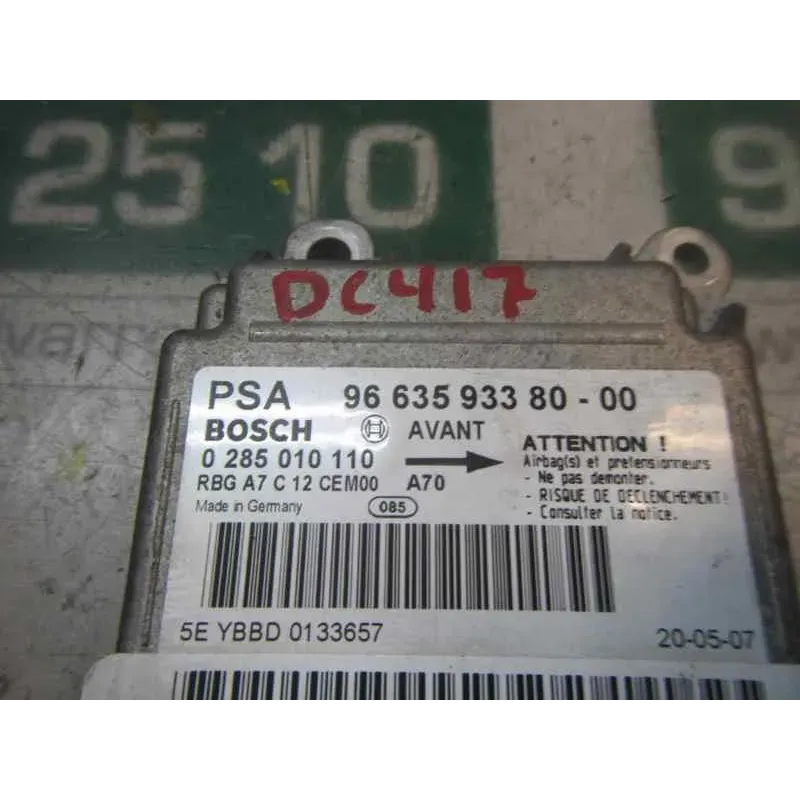 25 10 9
DC417
PSA 96 635 933 80 - 00
BOSCH AVANT
0 285 010 110
RBG A7 C 12 CEM00 A70
Made in Germany 085
ATTENTION !
Airbag(s) et pretensionneurs
- Ne pas demonter.
- RISQUE DE DECLENCHEMENT!
- Consulter la notice.
5E YBBD 0133657 20-05-07